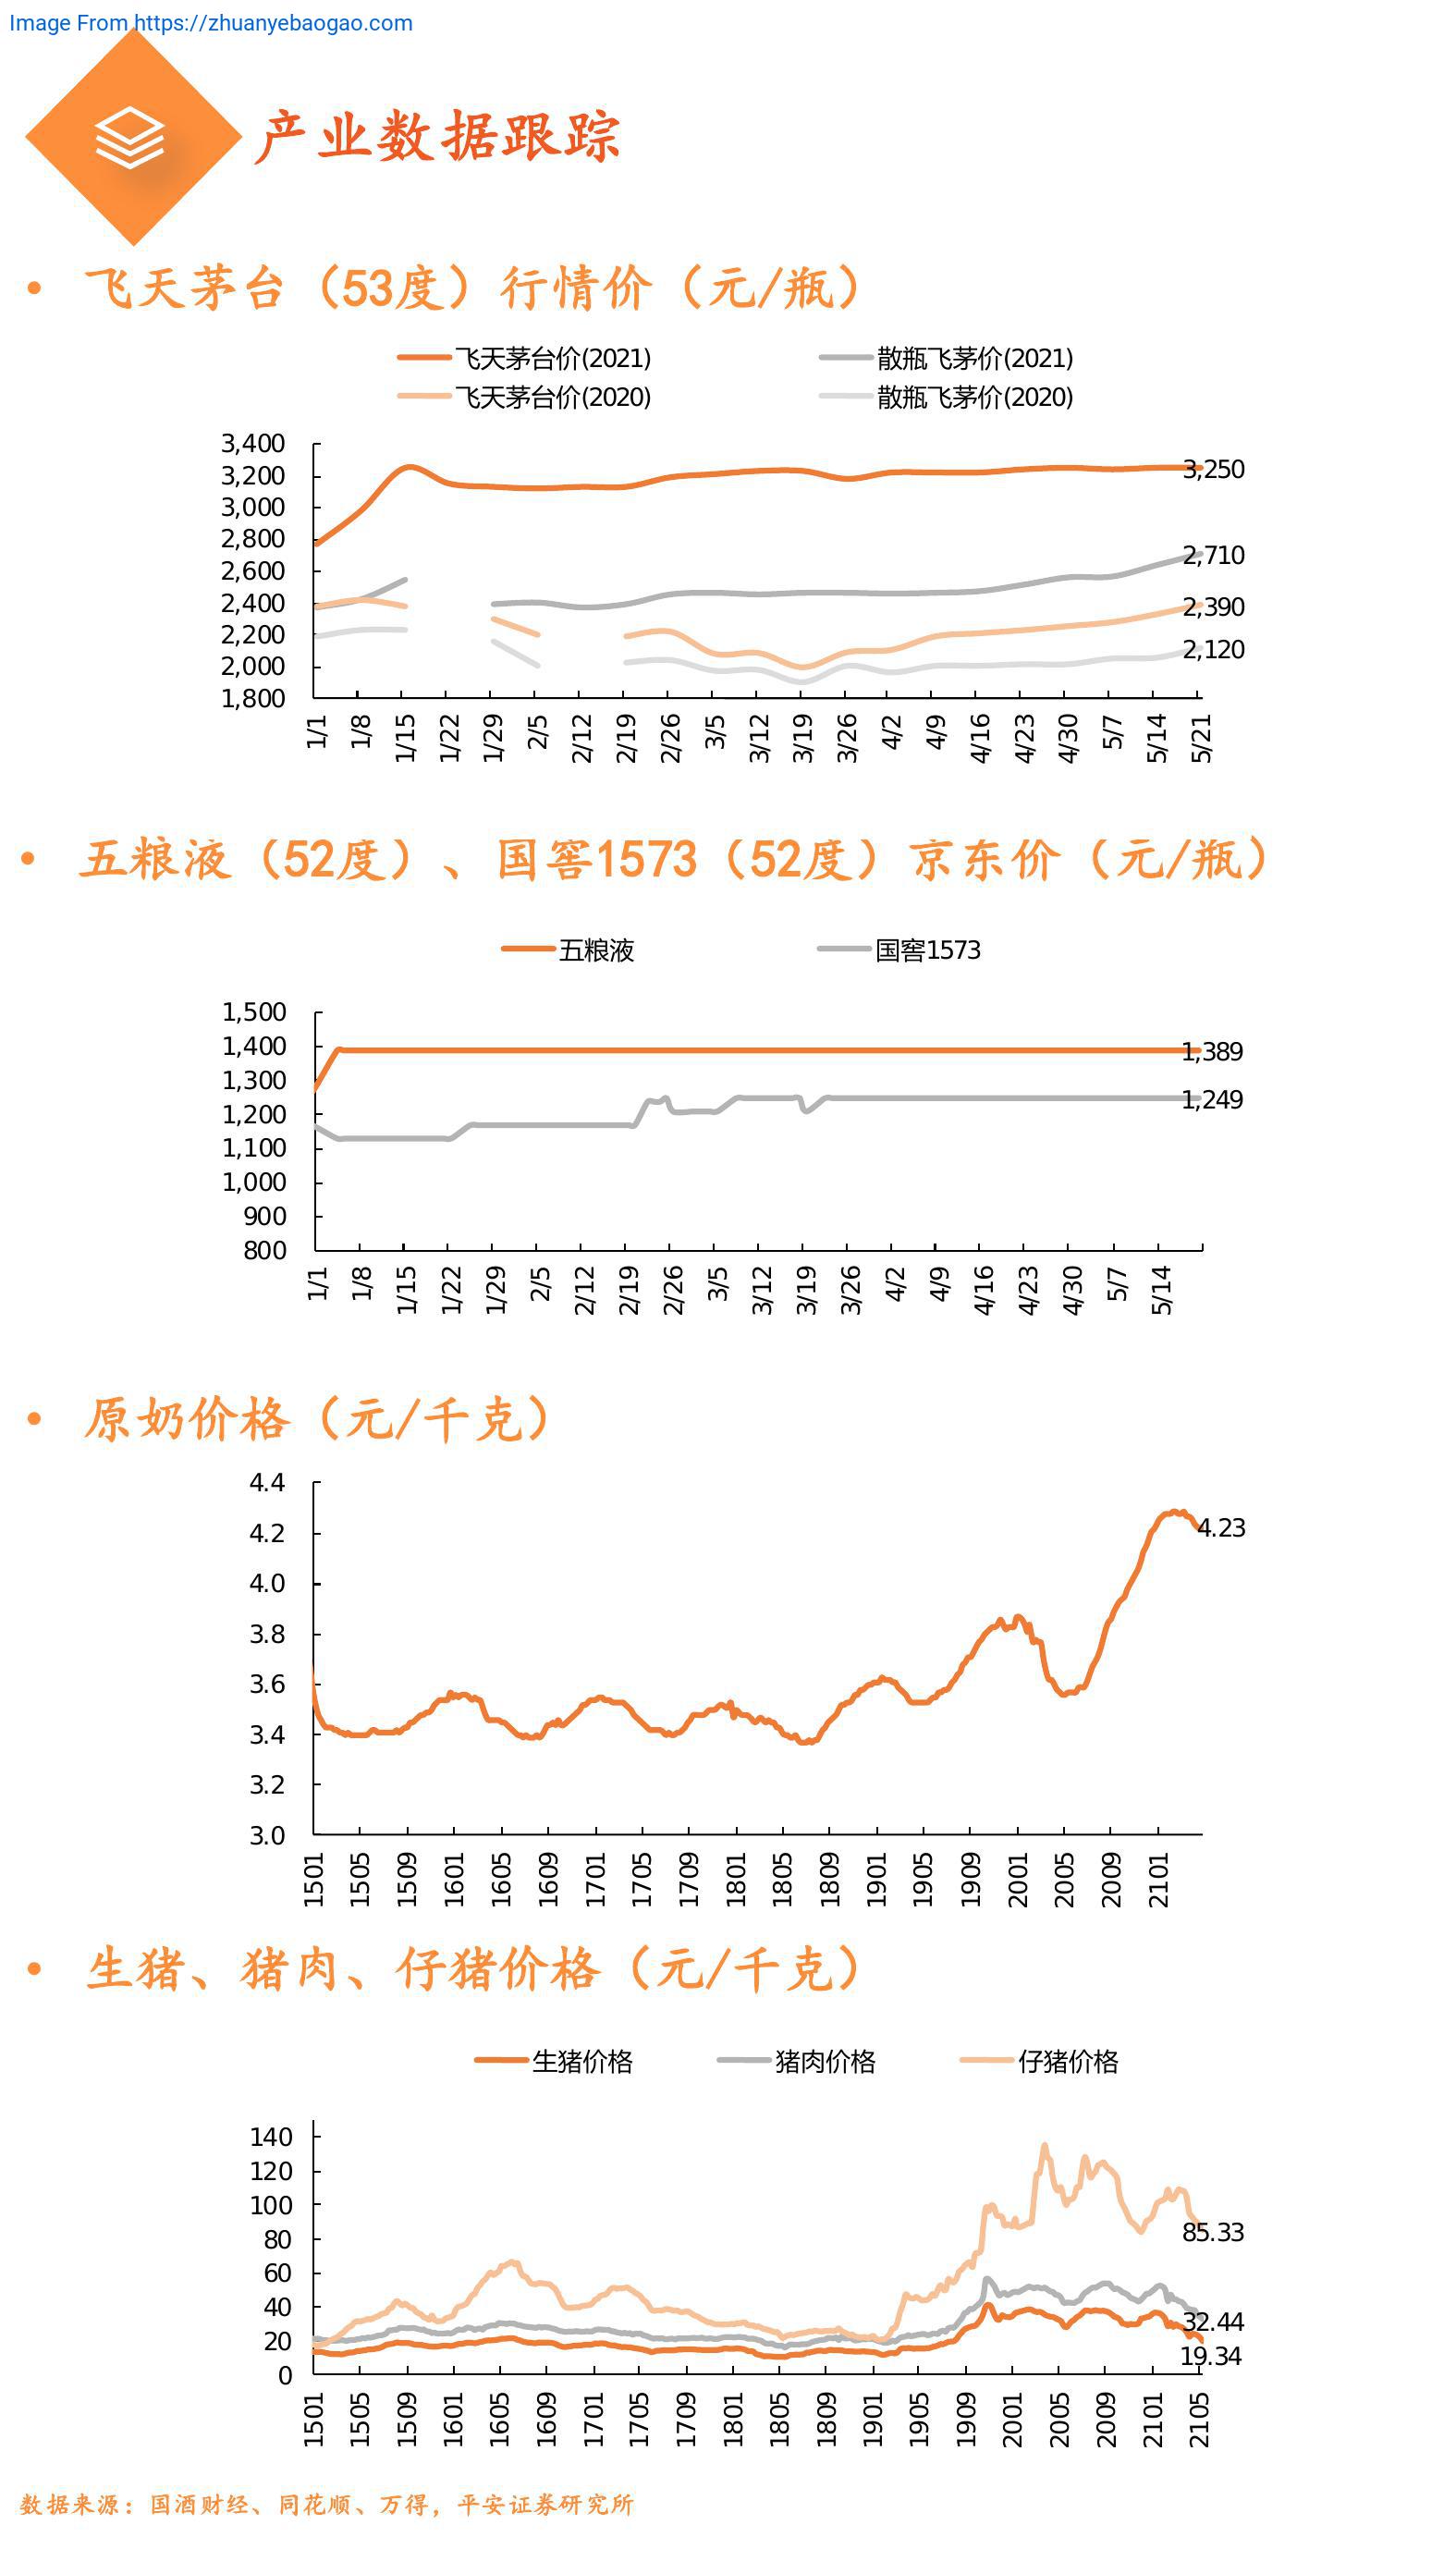 Image From https://zhuanyebaogao.com
产业数据跟踪
• 飞天茅台（53度）行情价（元/瓶）
飞天茅台价(2021) 散瓶飞茅价(2021)
飞天茅台价(2020) 散瓶飞茅价(2020)
3,400
3,200
3,000
2,800
2,600
2,400
2,200
2,000
1,800
3,250
2,710
2,390
2,120
1/1 1/8 1/15 1/22 1/29 2/5 2/12 2/19 2/26 3/5 3/12 3/19 3/26 4/2 4/9 4/16 4/23 4/30 5/7 5/14 5/21
• 五粮液（52度）、国窖1573（52度）京东价（元/瓶）
五粮液 国窖1573
1,500
1,400
1,300
1,200
1,100
1,000
900
800
1,389
1,249
1/1 1/8 1/15 1/22 1/29 2/5 2/12 2/19 2/26 3/5 3/12 3/19 3/26 4/2 4/9 4/16 4/23 4/30 5/7 5/14
• 原奶价格（元/千克）
4.4
4.2
4.0
3.8
3.6
3.4
3.2
3.0
4.23
1501 1505 1509 1601 1605 1609 1701 1705 1709 1801 1805 1809 1901 1905 1909 2001 2005 2009 2101
• 生猪、猪肉、仔猪价格（元/千克）
生猪价格 猪肉价格 仔猪价格
140
120
100
80
60
40
20
0
85.33
32.44
19.34
1501 1505 1509 1601 1605 1609 1701 1705 1709 1801 1805 1809 1901 1905 1909 2001 2005 2009 2101 2105
数据来源：国酒财经、同花顺、万得，平安证券研究所